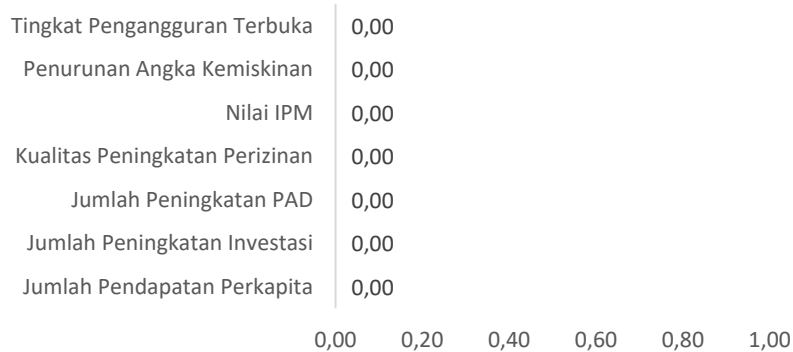 Tingkat Pengangguran Terbuka 0,00
Penurunan Angka Kemiskinan 0,00
Nilai IPM 0,00
Kualitas Peningkatan Perizinan 0,00
Jumlah Peningkatan PAD 0,00
Jumlah Peningkatan Investasi 0,00
Jumlah Pendapatan Perkapita 0,00
0,00 0,20 0,40 0,60 0,80 1,00